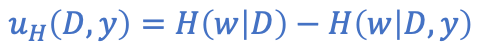 u_H(D, y) = H(w|D) − H(w|D, y)